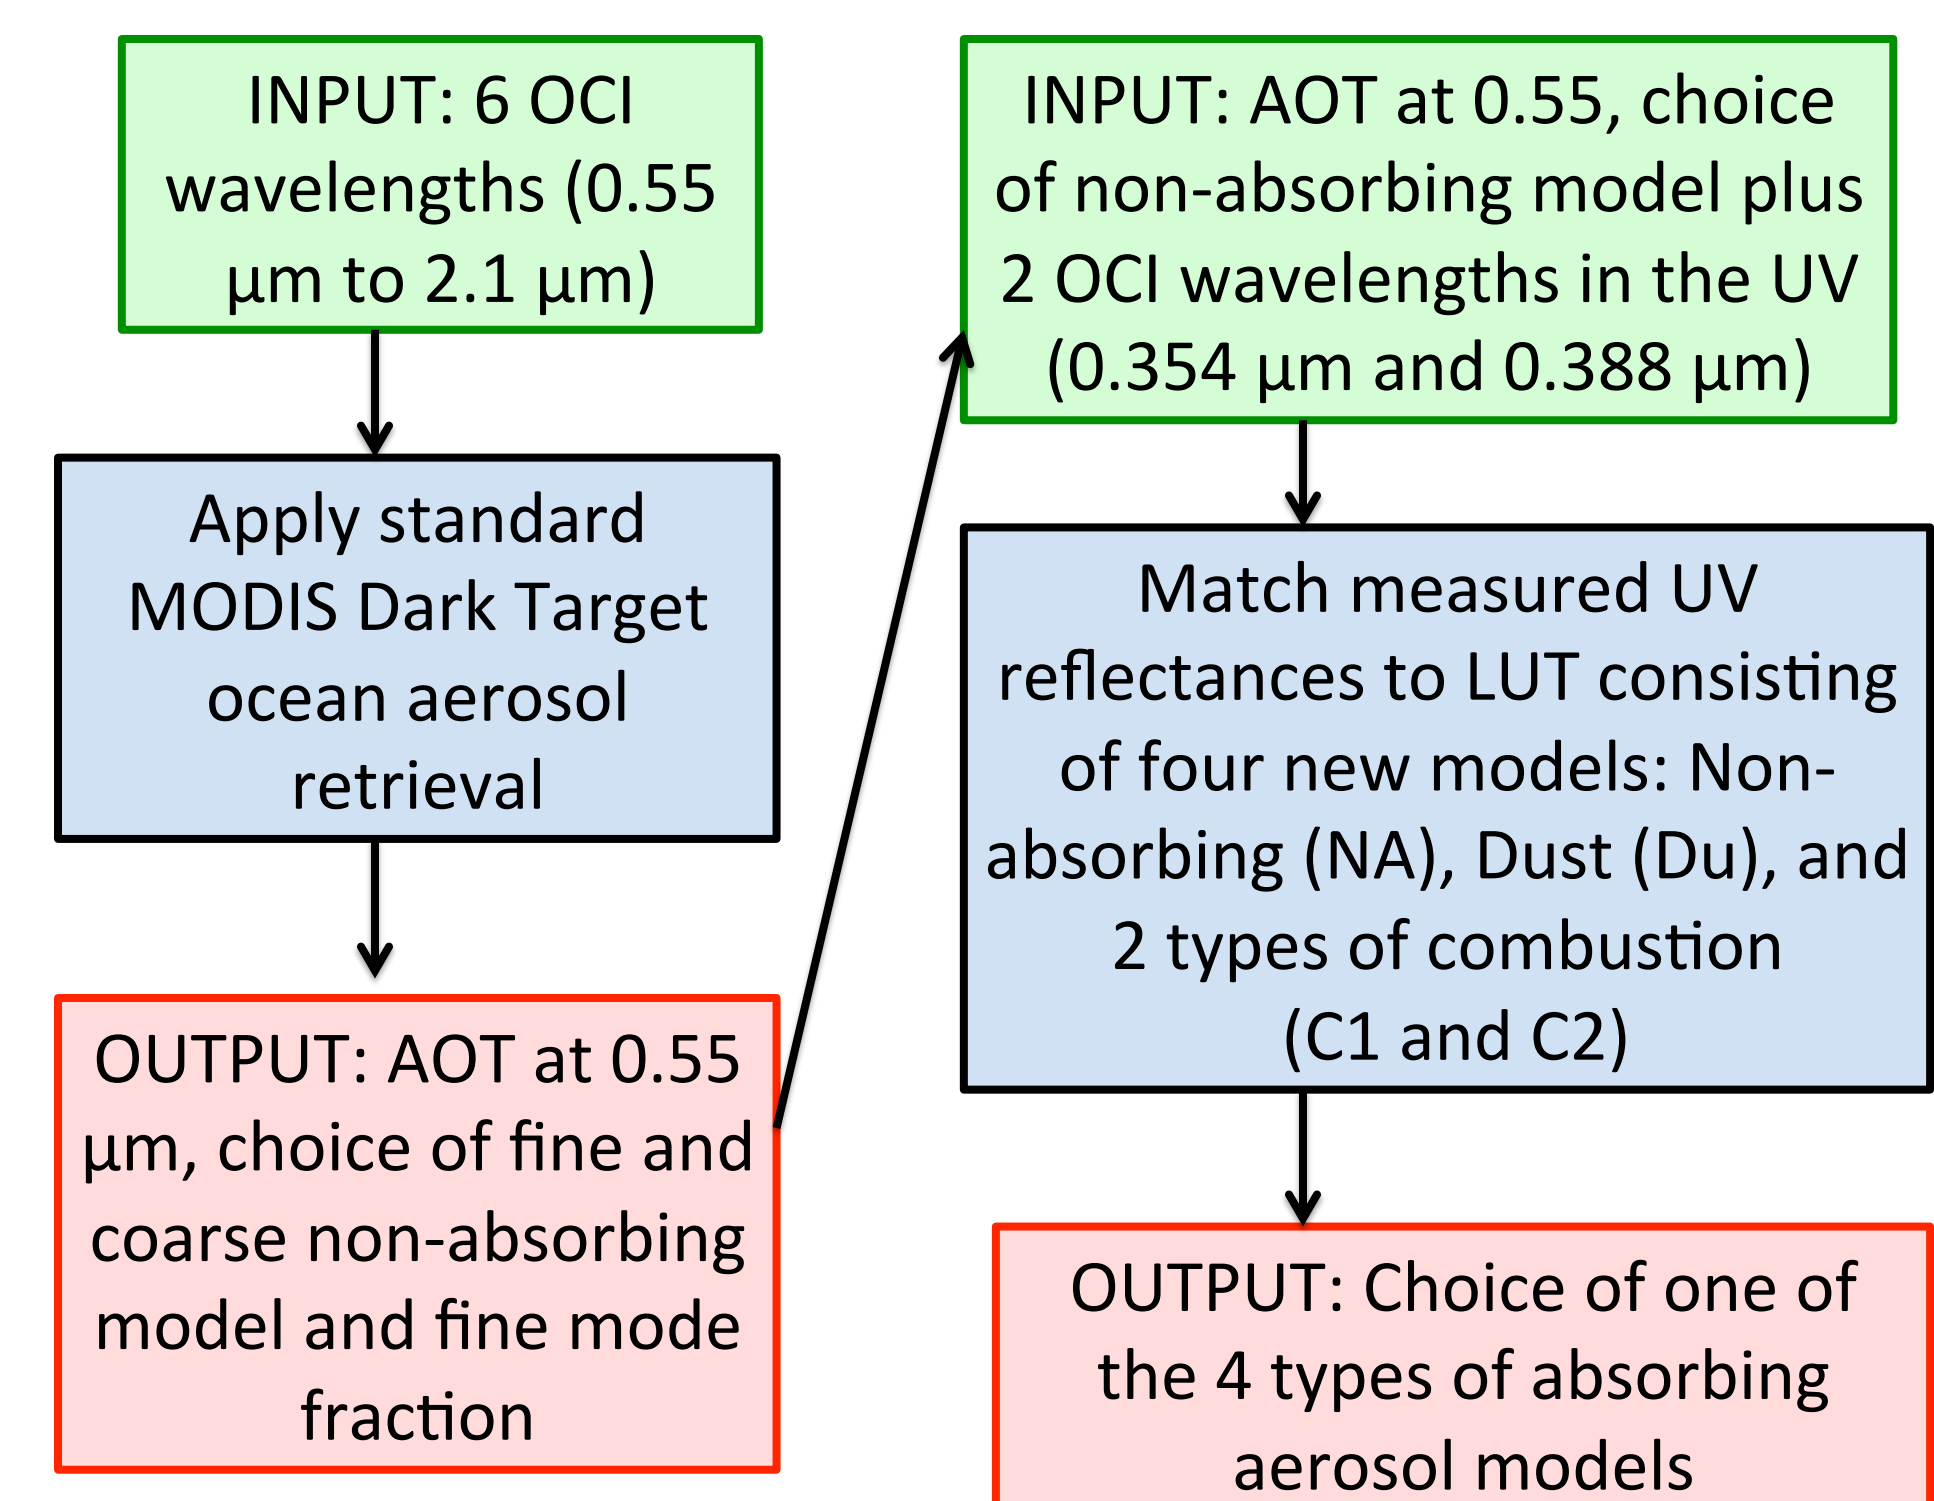 INPUT: 6 OCI
wavelengths (0.55
µm to 2.1 µm)
Apply standard
MODIS Dark Target
ocean aerosol
retrieval
OUTPUT: AOT at 0.55
µm, choice of fine and
coarse non-absorbing
model and fine mode
fraction
INPUT: AOT at 0.55, choice
of non-absorbing model plus
2 OCI wavelengths in the UV
(0.354 µm and 0.388 µm)
Match measured UV
reflectances to LUT consisting
of four new models: Non-
absorbing (NA), Dust (Du), and
2 types of combustion
(C1 and C2)
OUTPUT: Choice of one of
the 4 types of absorbing
aerosol models